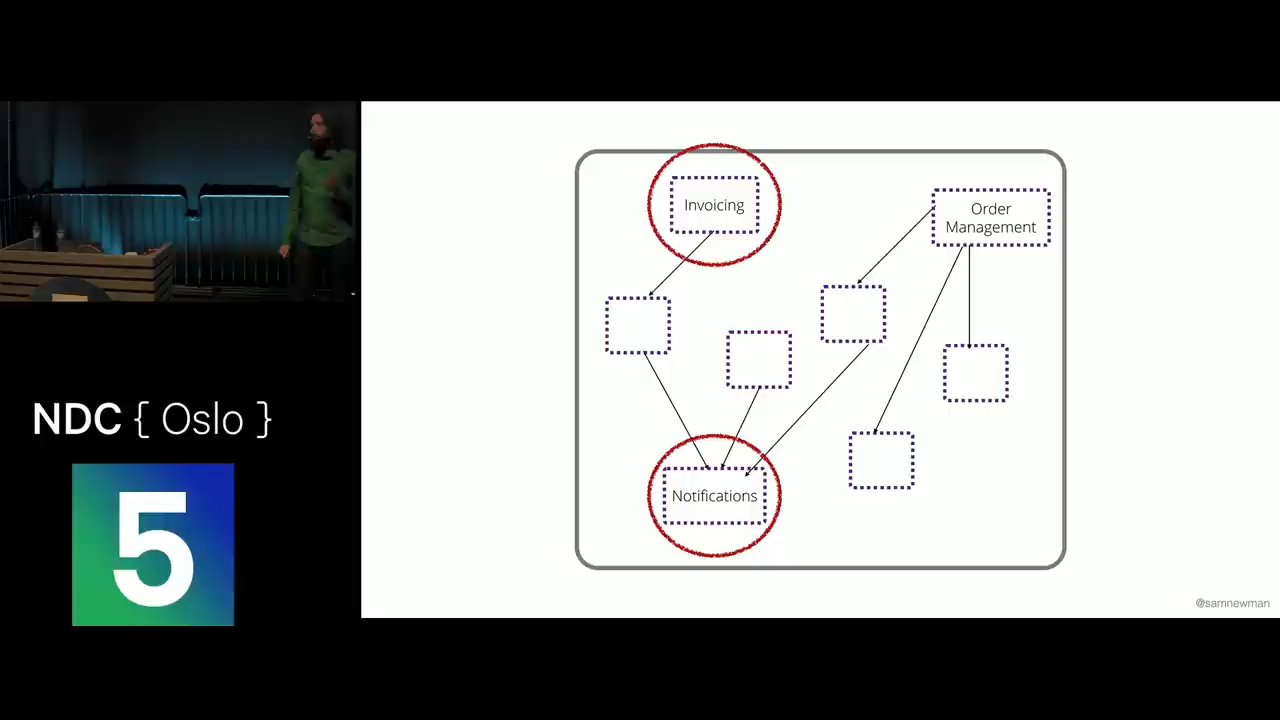 Invoicing
Order
Management
Notifications
NDC { Oslo }
5
@samnewman